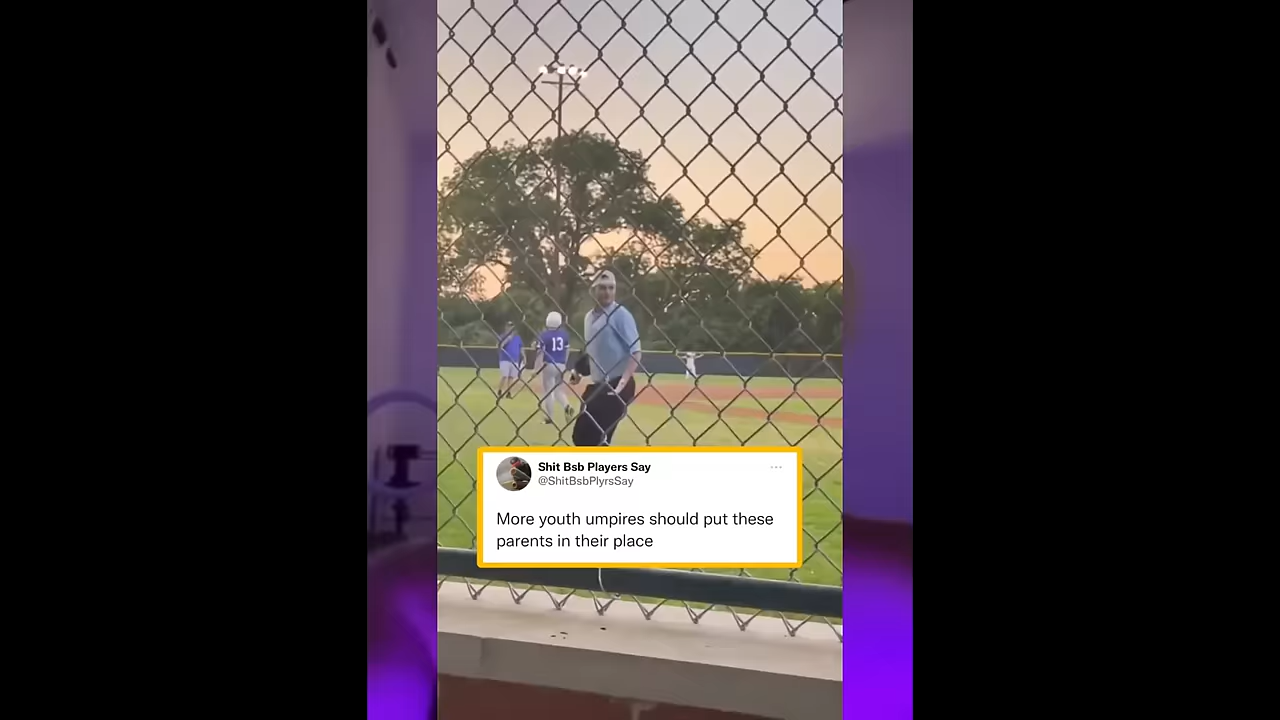 13
Shit Bsb Players Say
@ShitBsbPlyrsSay
More youth umpires should put these
parents in their place